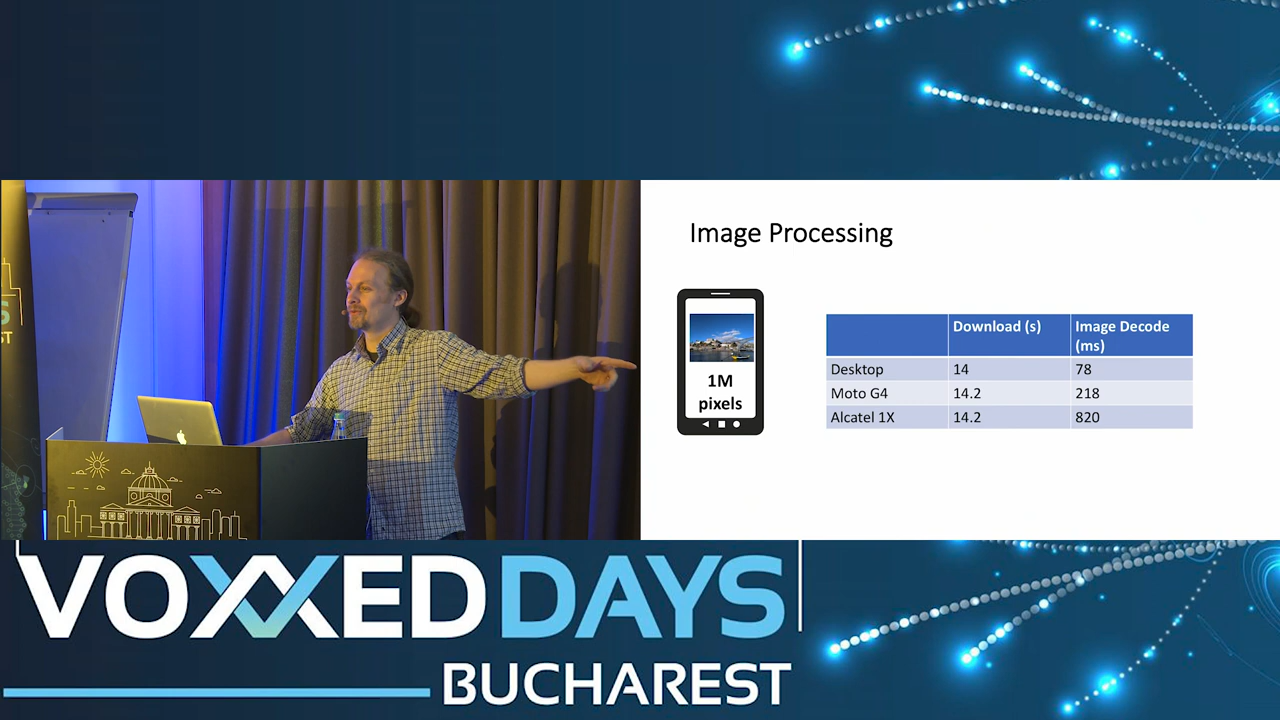 S
ST
Image Processing
1M
pixels
Download (s) Image Decode
(ms)
Desktop 14 78
Moto G4 14.2 218
Alcatel 1X 14.2 820
VOXXED DAYS
BUCHAREST